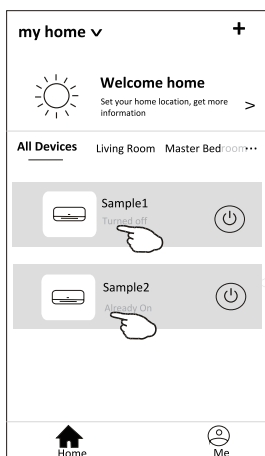 my home
Welcome home
Set your home location, get more
information
All Devices Living Room Master Bedroom
Sample1
Turned off
Sample2
Already On
Home
Me